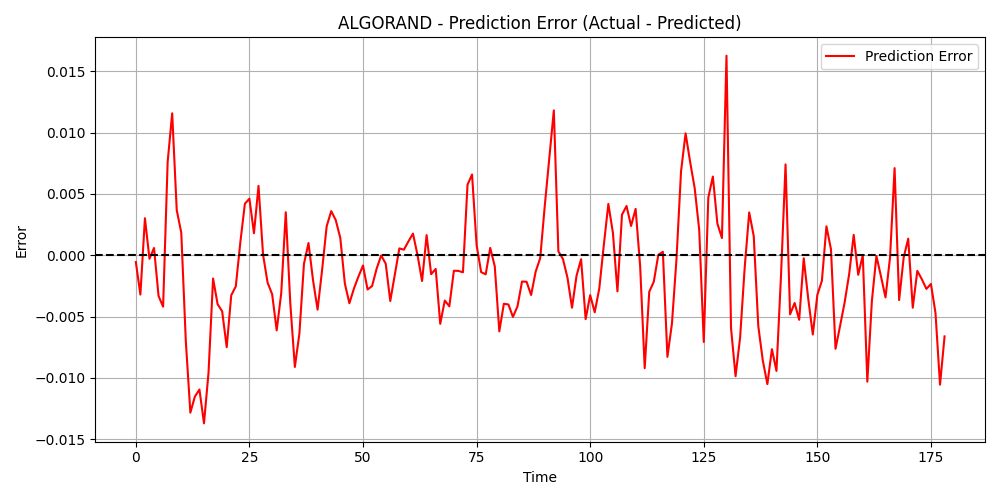 ALGORAND - Prediction Error (Actual - Predicted)
Prediction Error
Error
0.015
0.010
0.005
0.000
−0.005
−0.010
−0.015
0 25 50 75 100 125 150 175
Time